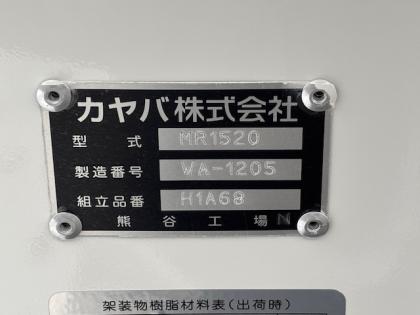 カヤバ株式会社
型式 MR1520
製造番号 VA-1205
組立品番 H1A68
熊谷工場 N
架装物樹脂材料表(出荷時)